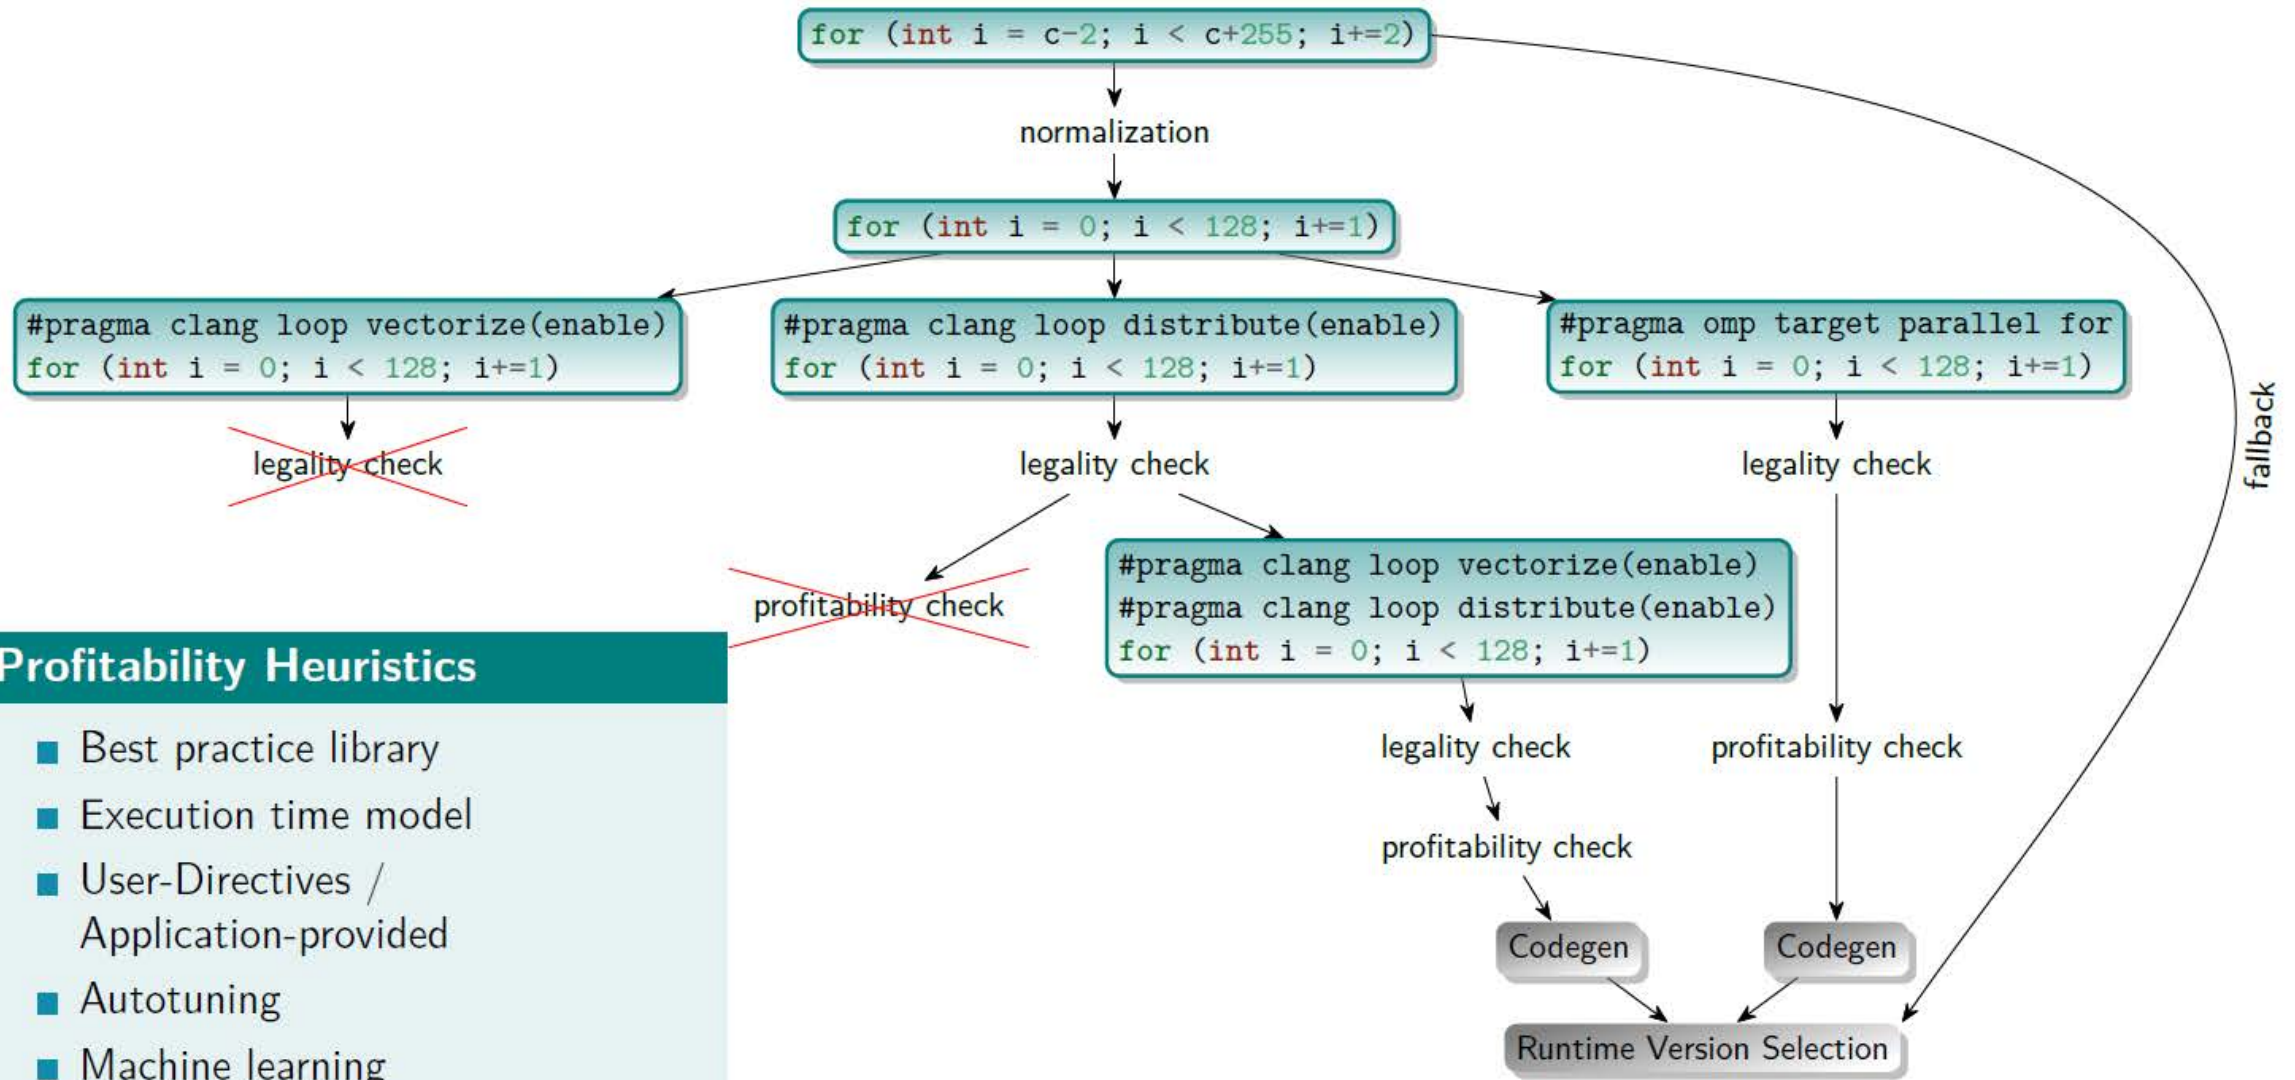 for (int i = c-2; i < c+255; i+=2)
normalization
for (int i = 0; i < 128; i+=1)
#pragma clang loop vectorize(enable)
for (int i = 0; i < 128; i+=1)
#pragma clang loop distribute(enable)
for (int i = 0; i < 128; i+=1)
#pragma omp target parallel for
for (int i = 0; i < 128; i+=1)
fallback
legality check
legality check
legality check
profitability check
#pragma clang loop vectorize(enable)
#pragma clang loop distribute(enable)
for (int i = 0; i < 128; i+=1)
legality check
profitability check
profitability check
Codegen
Codegen
Runtime Version Selection
Profitability Heuristics
Best practice library
Execution time model
User-Directives /
Application-provided
Autotuning
Machine learning